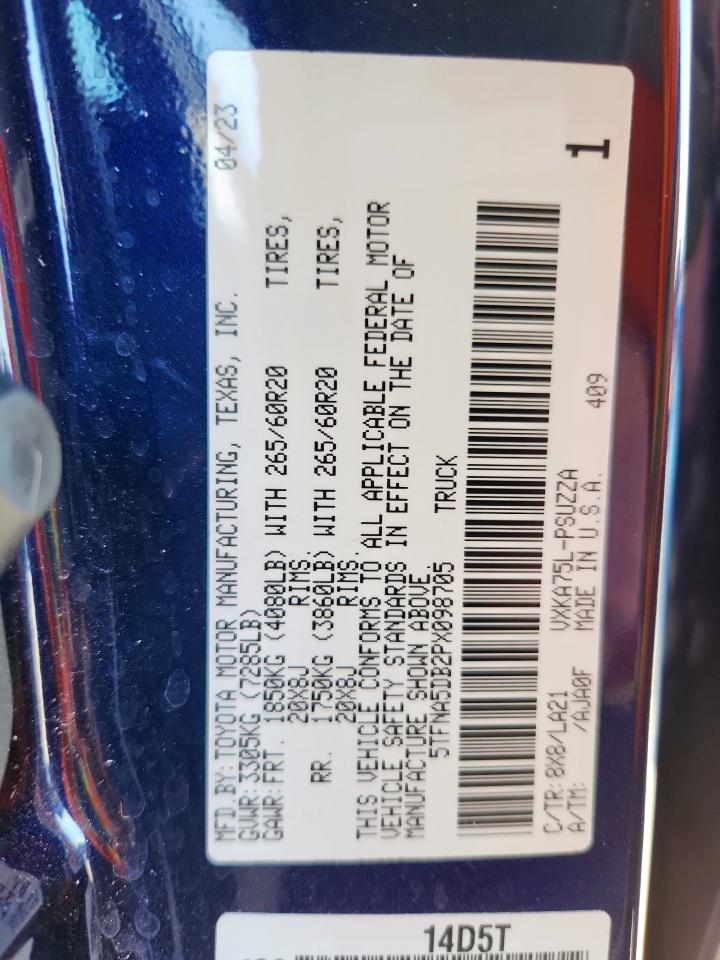 MFD.BY:TOYOTA MOTOR MANUFACTURING, TEXAS, INC. 04/23
GVWR:3305KG (7285LB)
GAWR:FRT. 1850KG (4080LB) WITH 265/60R20 TIRES,
20X8J RIMS.
RR. 1750KG (3860LB) WITH 265/60R20 TIRES,
20X8J RIMS.
THIS VEHICLE CONFORMS TO ALL APPLICABLE FEDERAL MOTOR
VEHICLE SAFETY STANDARDS IN EFFECT ON THE DATE OF
MANUFACTURE SHOWN ABOVE.
5TFNA5DB2PX098705 TRUCK
1
C/TR:8X8/LA21 VXKA75L-PSUZZA 409
A/TM: /AJA0F MADE IN U.S.A.
14D5T